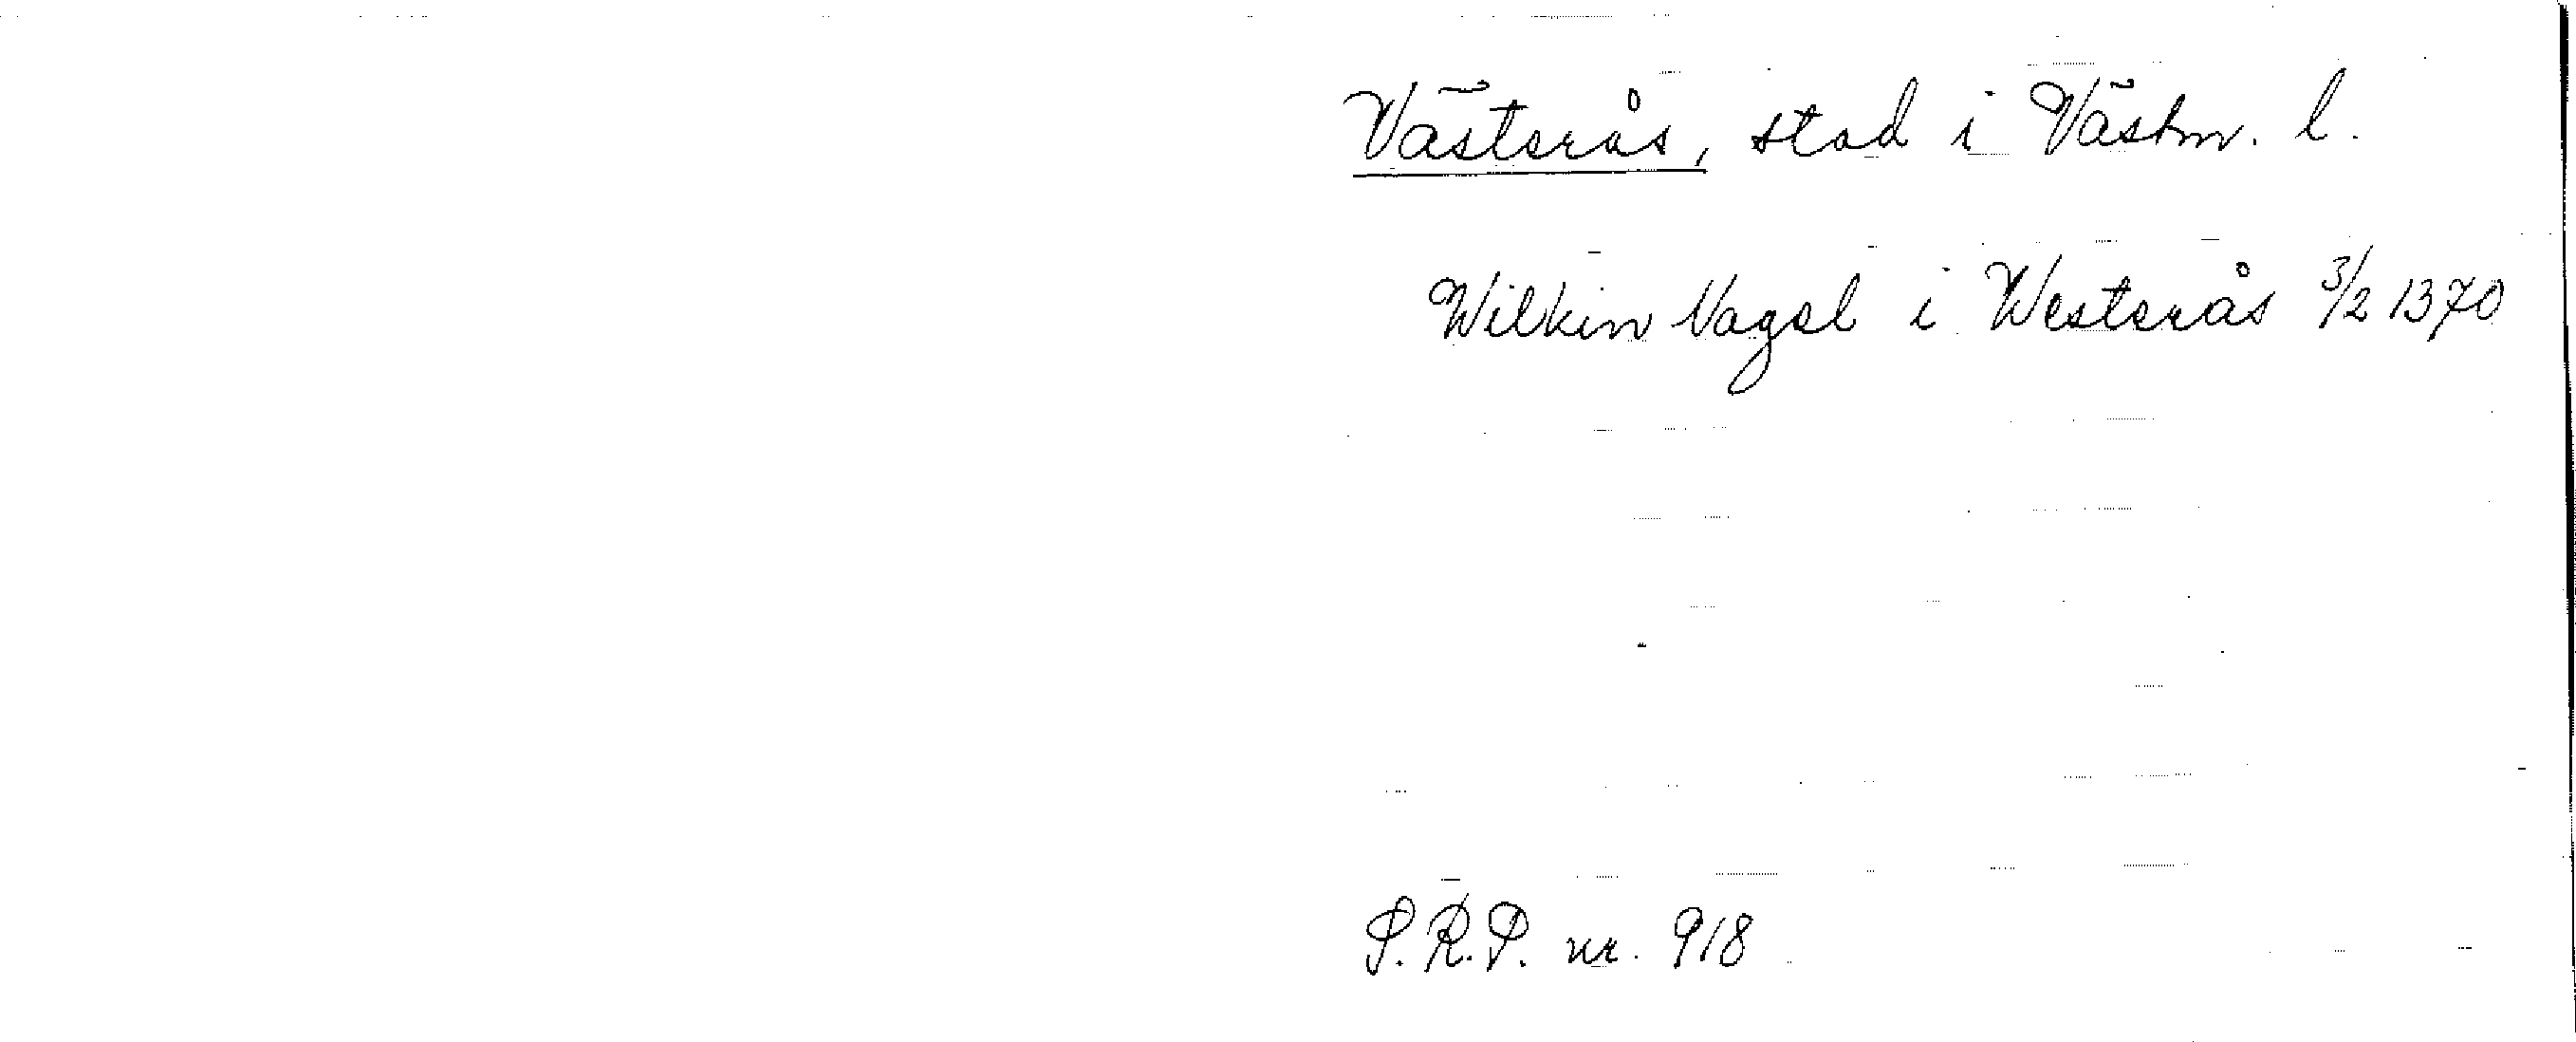 Västerås, stad i Västm. l.
Wilkin Vagel i Westerås 3/2 1370
S.R.P. nr. 918